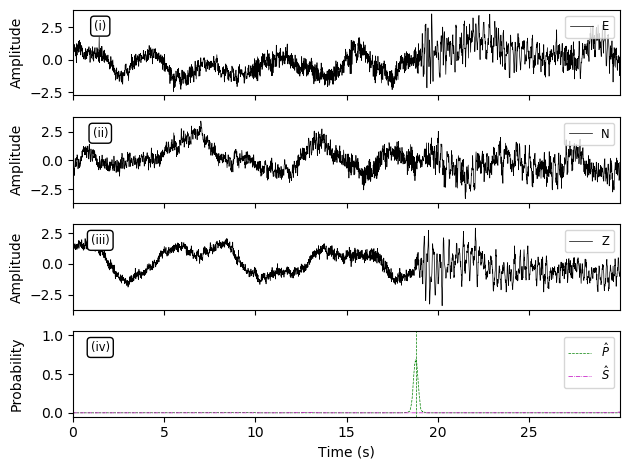 (i)
E
Amplitude
2.5
0.0
−2.5
(ii)
N
Amplitude
2.5
0.0
−2.5
(iii)
Z
Amplitude
2.5
0.0
−2.5
(iv)
P̂
Ŝ
Probability
1.0
0.5
0.0
0 5 10 15 20 25
Time (s)